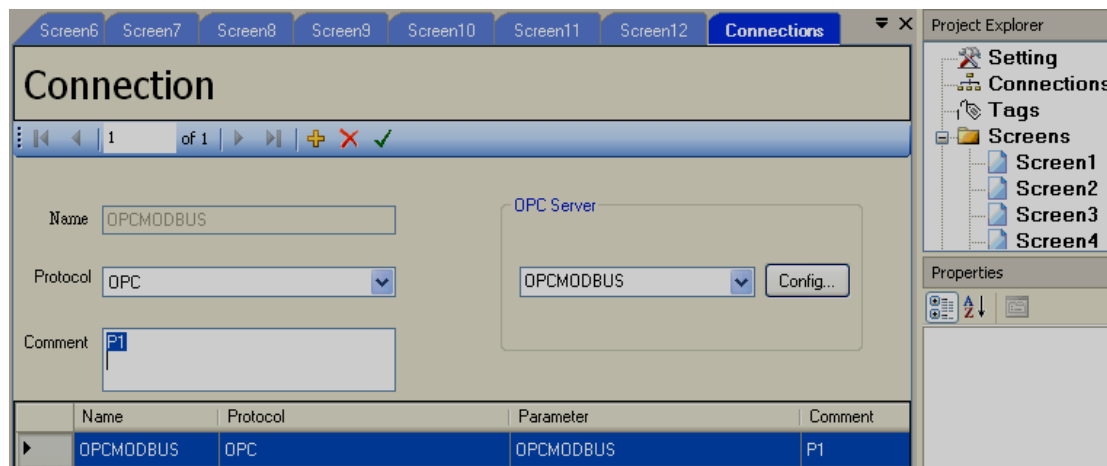 Screen6 Screen7 Screen8 Screen9 Screen10 Screen11 Screen12 Connections
Project Explorer
Connection
1 of 1
Name OPCMODBUS
Protocol OPC
Comment P1
OPC Server
OPCMODBUS Config...
Name Protocol Parameter Comment
OPCMODBUS OPC OPCMODBUS P1
Setting
Connections
Tags
Screens
Screen1
Screen2
Screen3
Screen4
Properties
A
Z